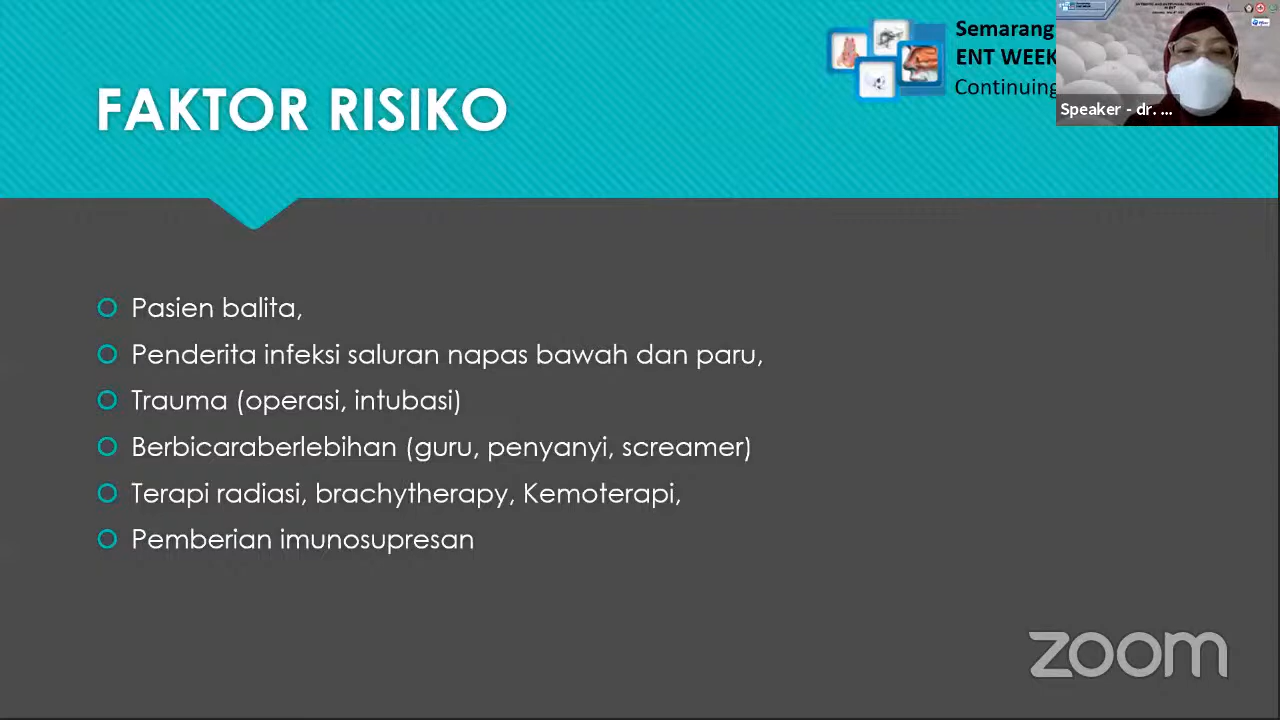 FAKTOR RISIKO
Semarang
ENT WEEK
Continuing
Speaker - dr. ...
Pasien balita,
Penderita infeksi saluran napas bawah dan paru,
Trauma (operasi, intubasi)
Berbicaraberlebihan (guru, penyanyi, screamer)
Terapi radiasi, brachytherapy, Kemoterapi,
Pemberian imunosupresan
zoom